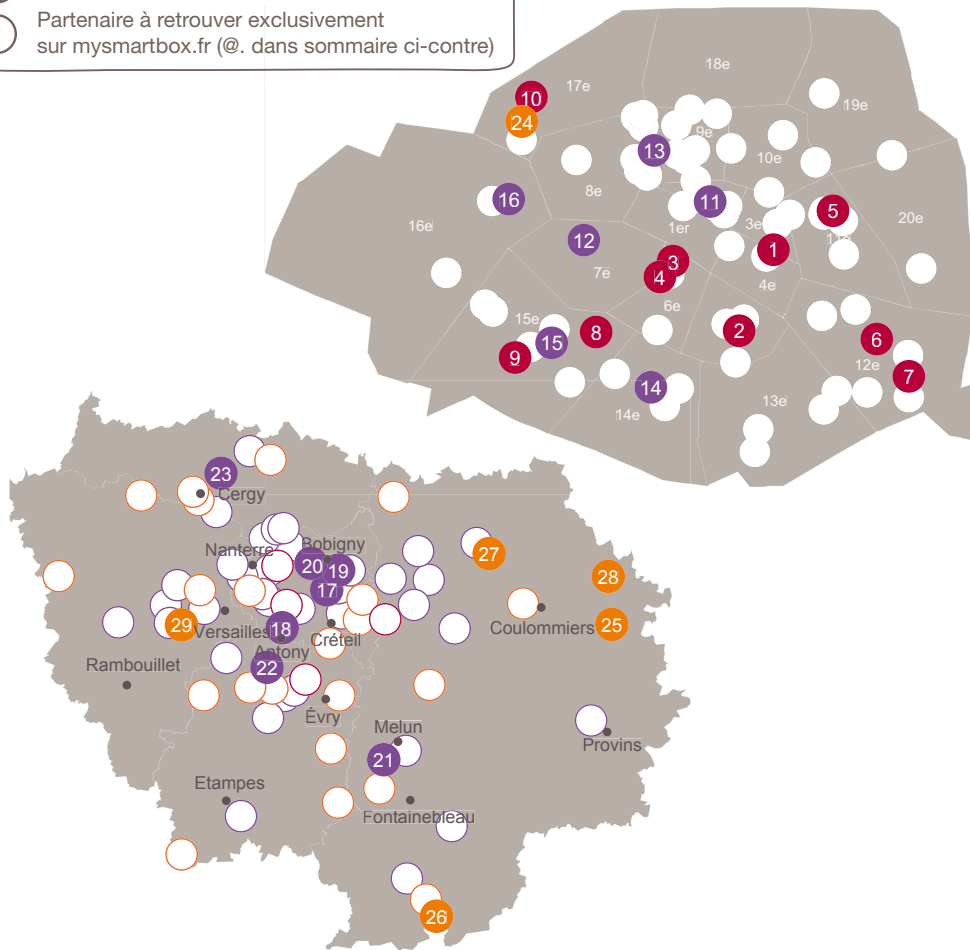 Partenaire à retrouver exclusivement
sur mysmartbox.fr (@. dans sommaire ci-contre)
18e
17e
10
19e
24
9e
13
10e
8e
16
11
5
16e
1er
3e
11e
20e
12
1
3
7e
4
4e
6e
15e
8
2
15
6
9
12e
7
14
13e
14e
23
Cergy
Nanterre
Bobigny
27
20
19
28
17
29
Versailles
18
Créteil
Coulommiers
25
Antony
22
Rambouillet
Évry
Melun
Provins
21
Etampes
Fontainebleau
26